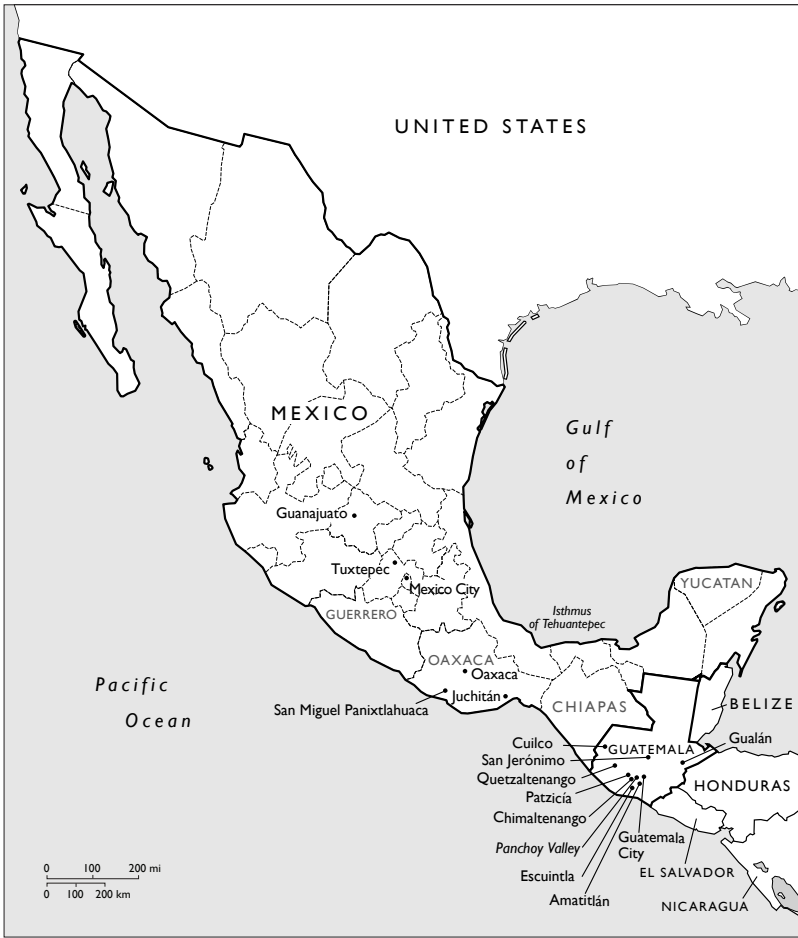 UNITED STATES
MEXICO
Gulf
of
Mexico
Guanajuato
Tuxtepec
Mexico City
YUCATAN
GUERRERO
Isthmus
of Tehuantepec
OAXACA
Oaxaca
Pacific
Ocean
San Miguel Panixtlahuaca
Juchitán
CHIAPAS
BELIZE
Cuilco
GUATEMALA
Gualán
San Jerónimo
Quetzaltenango
HONDURAS
Patzicía
Chimaltenango
Panchoy Valley
Guatemala
City
Escuintla
EL SALVADOR
Amatitlán
NICARAGUA
0 100 200 mi
0 100 200 km